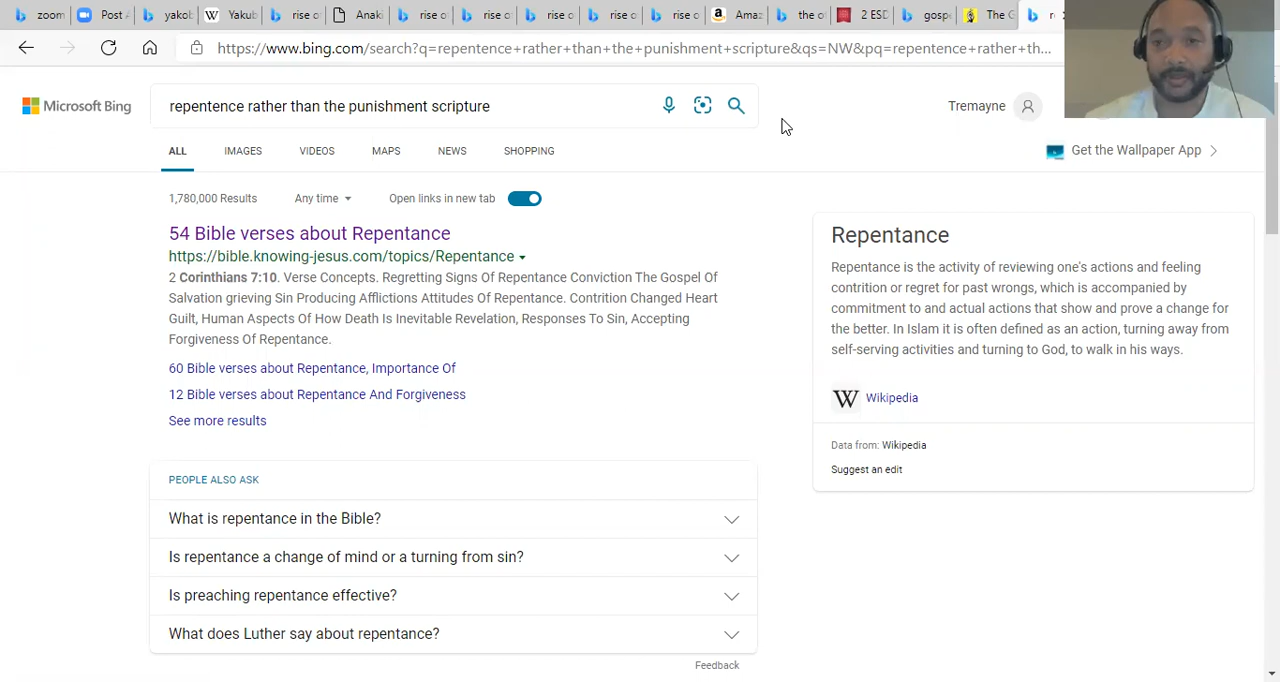 zoom
Post A
yakob
Yakub
rise o
Anaki
rise o
rise o
rise o
rise o
rise o
Amaz
the ot
2 ESD
gospe
The G
https://www.bing.com/search?q=repentence+rather+than+the+punishment+scripture&qs=NW&pq=repentence+rather+th...
Microsoft Bing
repentence rather than the punishment scripture
Tremayne
ALL IMAGES VIDEOS MAPS NEWS SHOPPING
Get the Wallpaper App
1,780,000 Results Any time Open links in new tab
54 Bible verses about Repentance
https://bible.knowing-jesus.com/topics/Repentance
2 Corinthians 7:10. Verse Concepts. Regretting Signs Of Repentance Conviction The Gospel Of
Salvation grieving Sin Producing Afflictions Attitudes Of Repentance. Contrition Changed Heart
Guilt, Human Aspects Of How Death Is Inevitable Revelation, Responses To Sin, Accepting
Forgiveness Of Repentance.
60 Bible verses about Repentance, Importance Of
12 Bible verses about Repentance And Forgiveness
See more results
PEOPLE ALSO ASK
What is repentance in the Bible?
Is repentance a change of mind or a turning from sin?
Is preaching repentance effective?
What does Luther say about repentance?
Feedback
Repentance
Repentance is the activity of reviewing one's actions and feeling
contrition or regret for past wrongs, which is accompanied by
commitment to and actual actions that show and prove a change for
the better. In Islam it is often defined as an action, turning away from
self-serving activities and turning to God, to walk in his ways.
W Wikipedia
Data from: Wikipedia
Suggest an edit